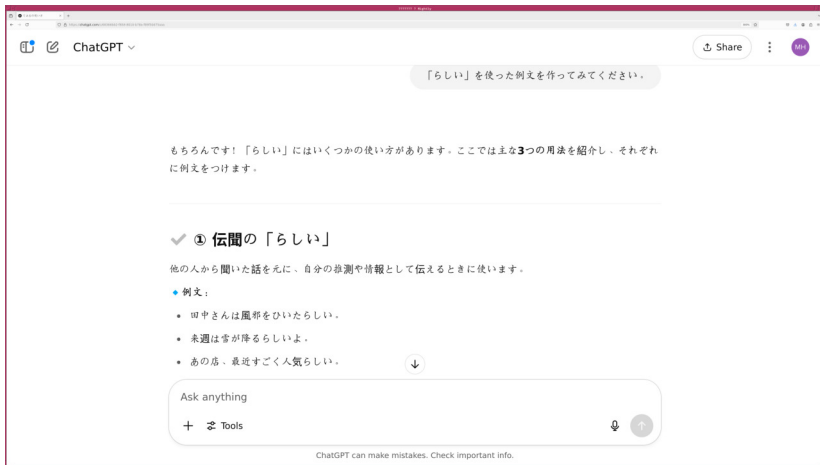 ChatGPT
Share
MH
「らしい」を使った例文を作ってみてください。
もちろんです！「らしい」にはいくつかの使い方があります。ここでは主な3つの用法を紹介し、それぞれ
に例文をつけます。
① 伝聞の「らしい」
他の人から聞いた話を元に、自分の推測や情報として伝えるときに使います。
例文：
田中さんは風邪をひいたらしい。
来週は雪が降るらしいよ。
あの店、最近すごく人気らしい。
Ask anything
Tools
ChatGPT can make mistakes. Check important info.